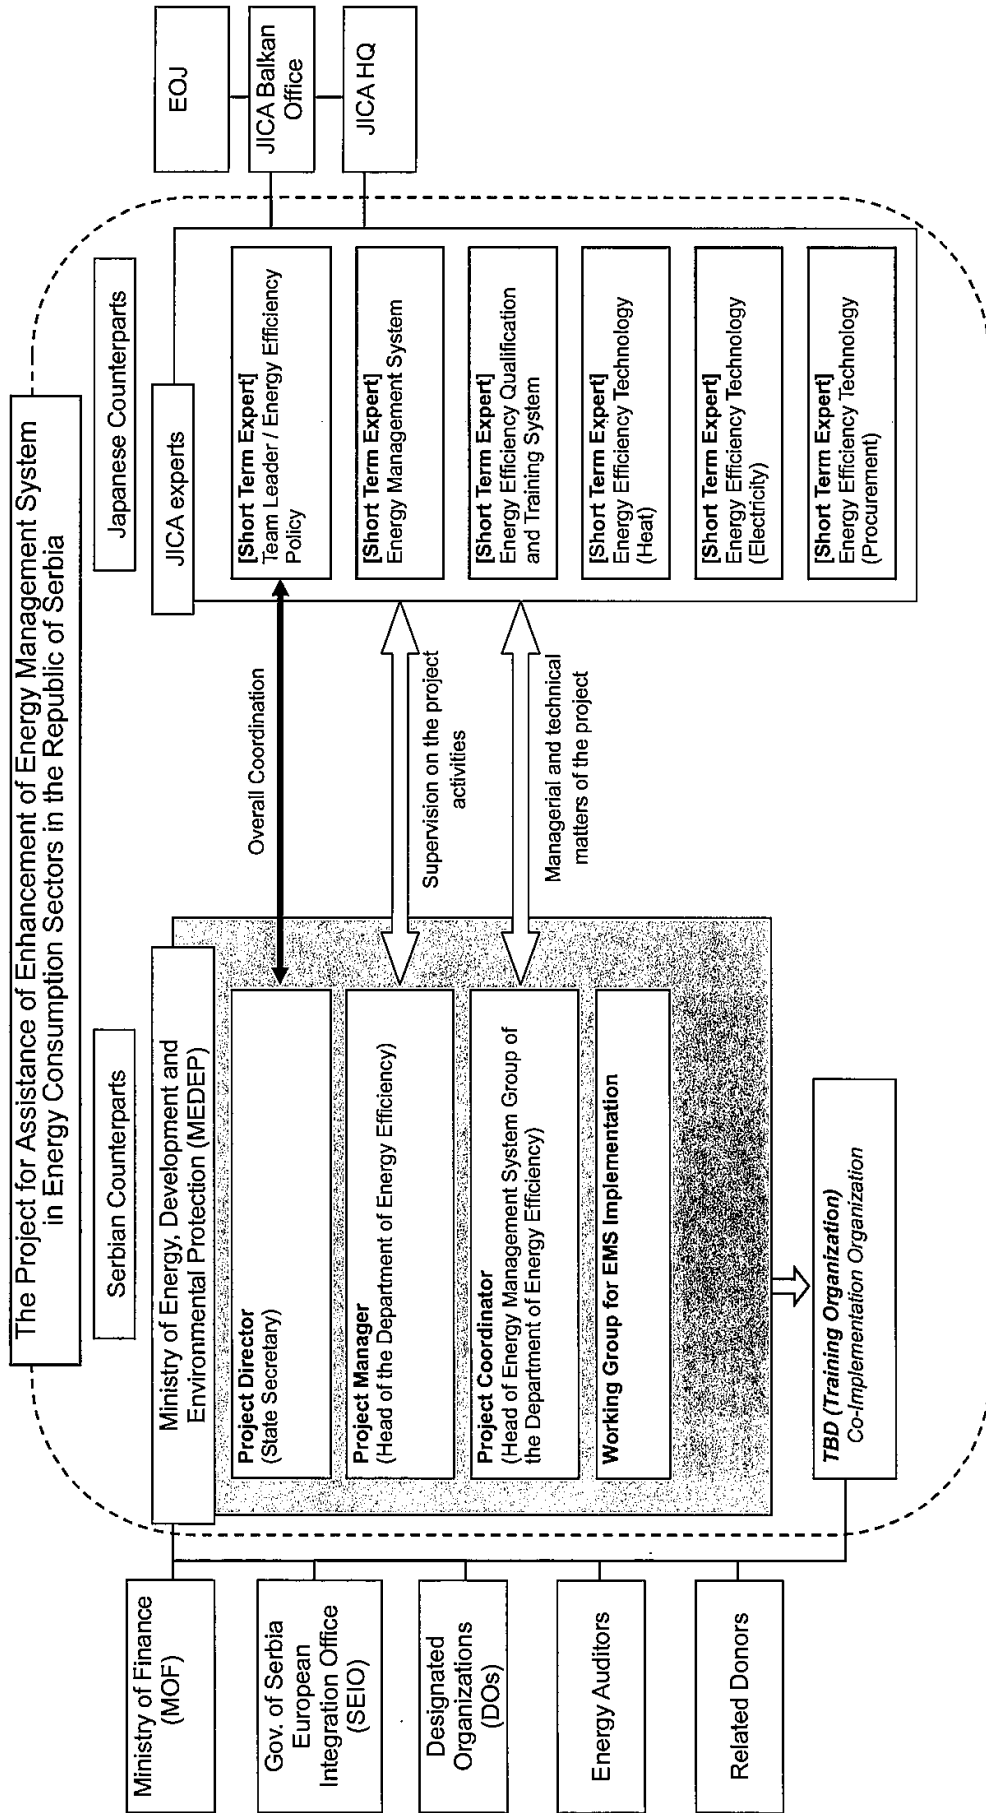 The Project for Assistance of Enhancement of Energy Management System
in Energy Consumption Sectors in the Republic of Serbia
Serbian Counterparts
Japanese Counterparts
Ministry of Finance
(MOF)
Gov. of Serbia
European
Integration Office
(SEIO)
Designated
Organizations
(DOs)
Energy Auditors
Related Donors
Ministry of Energy, Development and
Environmental Protection (MEDEP)
Project Director
(State Secretary)
Project Manager
(Head of the Department of Energy Efficiency)
Project Coordinator
(Head of Energy Management System Group of
the Department of Energy Efficiency)
Working Group for EMS Implementation
TBD (Training Organization)
Co-Implementation Organization
Overall Coordination
Supervision on the project
activities
Managerial and technical
matters of the project
JICA experts
[Short Term Expert]
Team Leader / Energy Efficiency
Policy
[Short Term Expert]
Energy Management System
[Short Term Expert]
Energy Efficiency Qualification
and Training System
[Short Term Expert]
Energy Efficiency Technology
(Heat)
[Short Term Expert]
Energy Efficiency Technology
(Electricity)
[Short Term Expert]
Energy Efficiency Technology
(Procurement)
EOJ
JICA Balkan
Office
JICA HQ